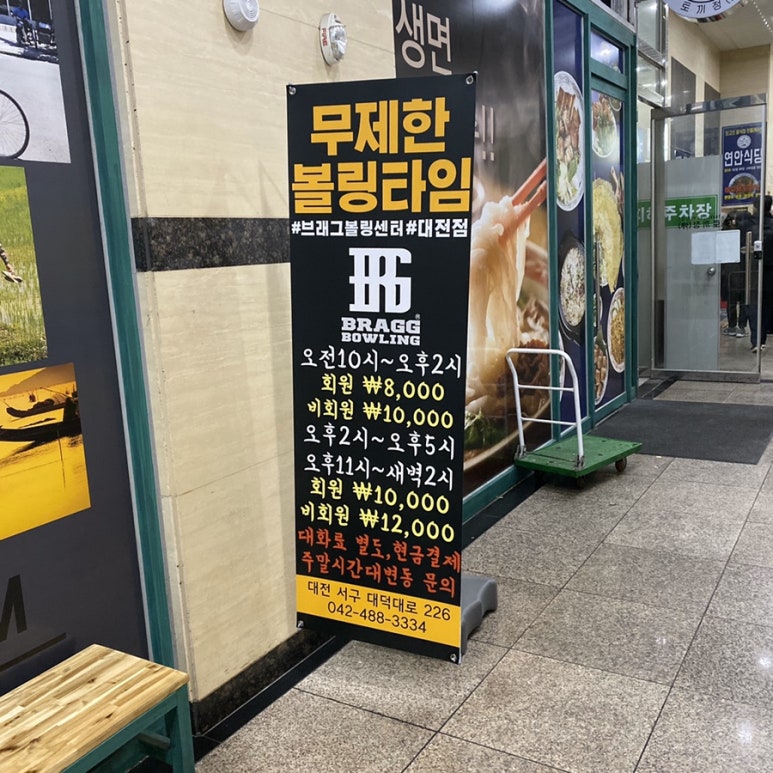 무제한
볼링타임
#브래그볼링센터#대전점
BRAGG
BOWLING
오전10시~오후2시
회원 ₩8,000
비회원 ₩10,000
오후2시~오후5시
오후11시~새벽2시
회원 ₩10,000
비회원 ₩12,000
대화료 별도,현금결제
주말시간대변동 문의
대전 서구 대덕대로 226
042-488-3334
생면
연안식당
주차장